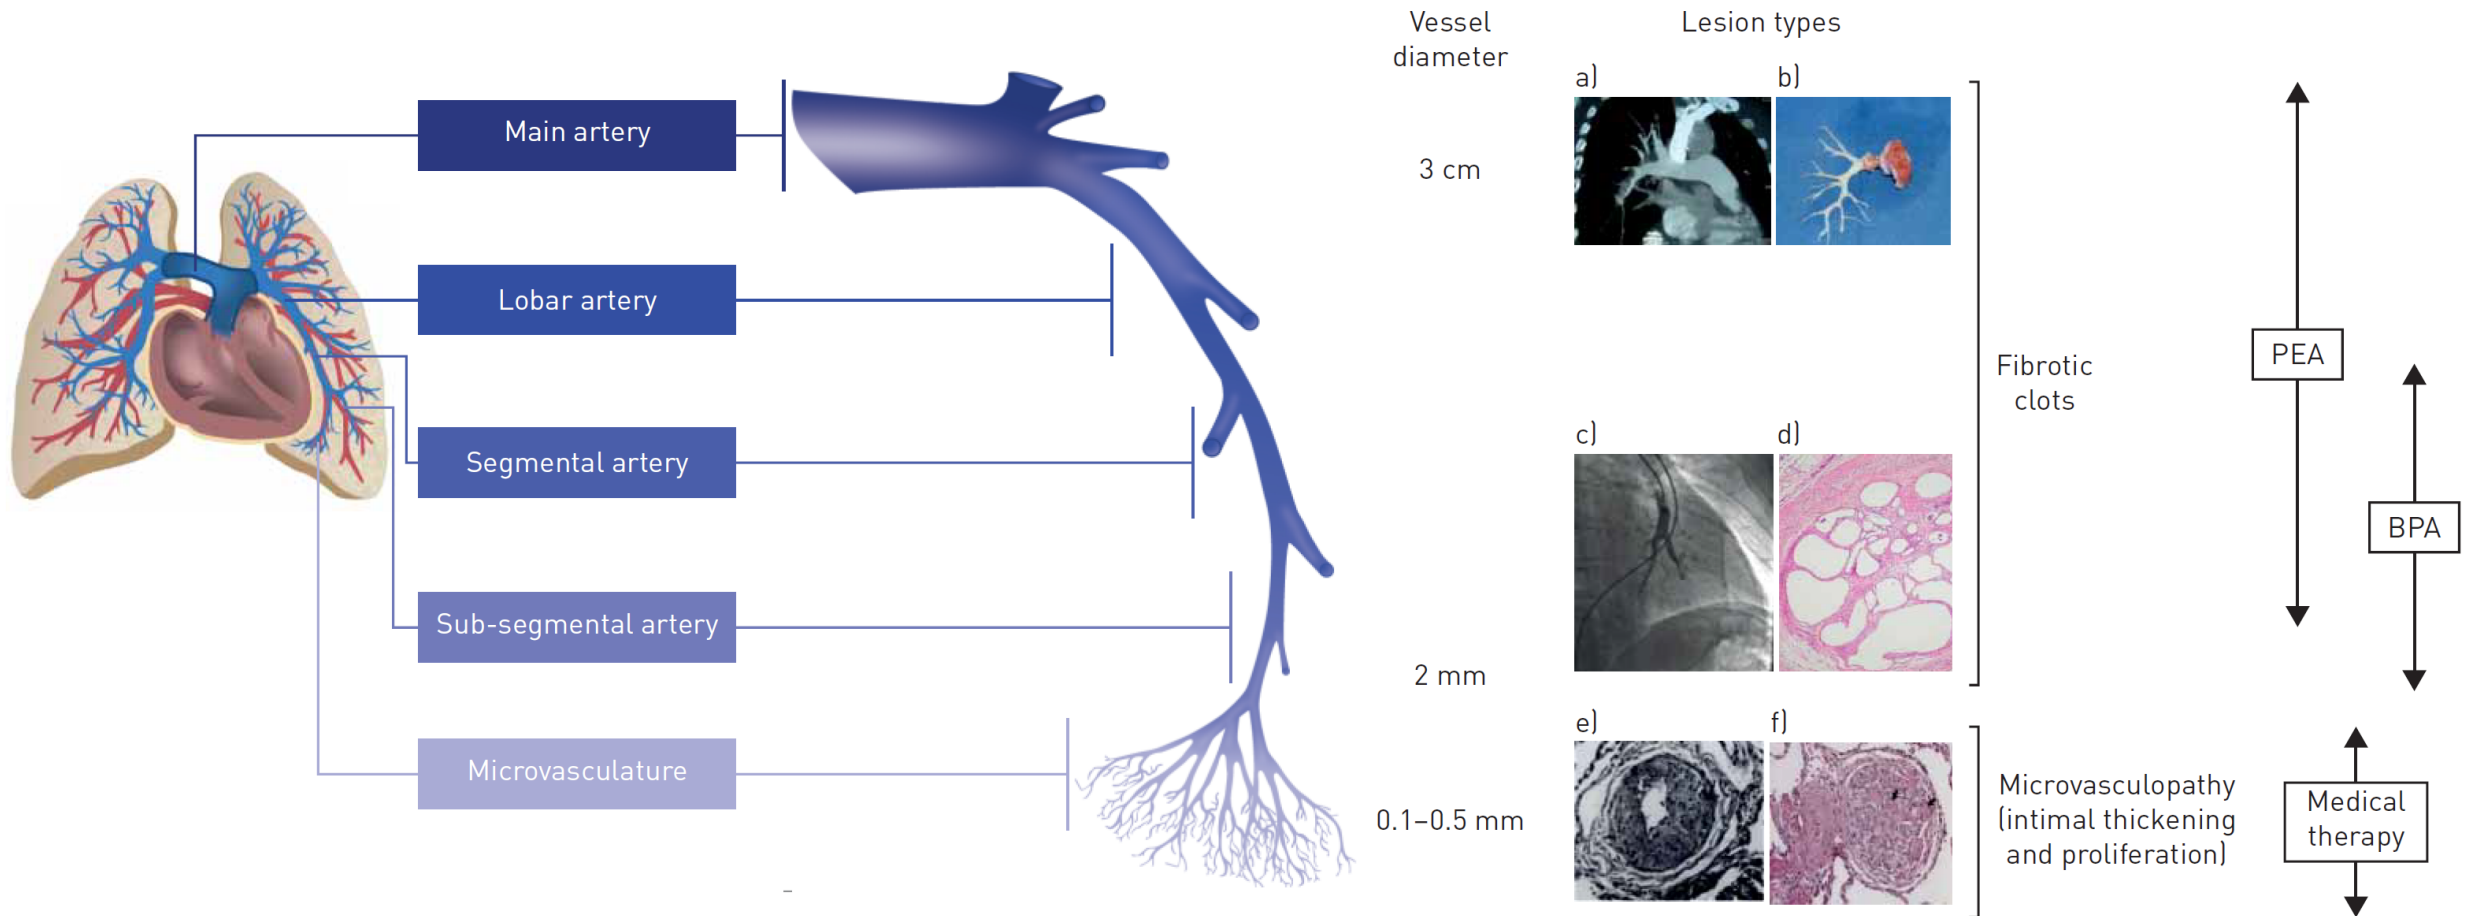 Vessel
diameter
Lesion types
a)
b)
Main artery
3 cm
Lobar artery
PEA
Fibrotic
clots
c)
d)
Segmental artery
BPA
Sub-segmental artery
2 mm
e)
f)
Microvasculature
0.1–0.5 mm
Microvasculopathy
(intimal thickening
and proliferation)
Medical
therapy